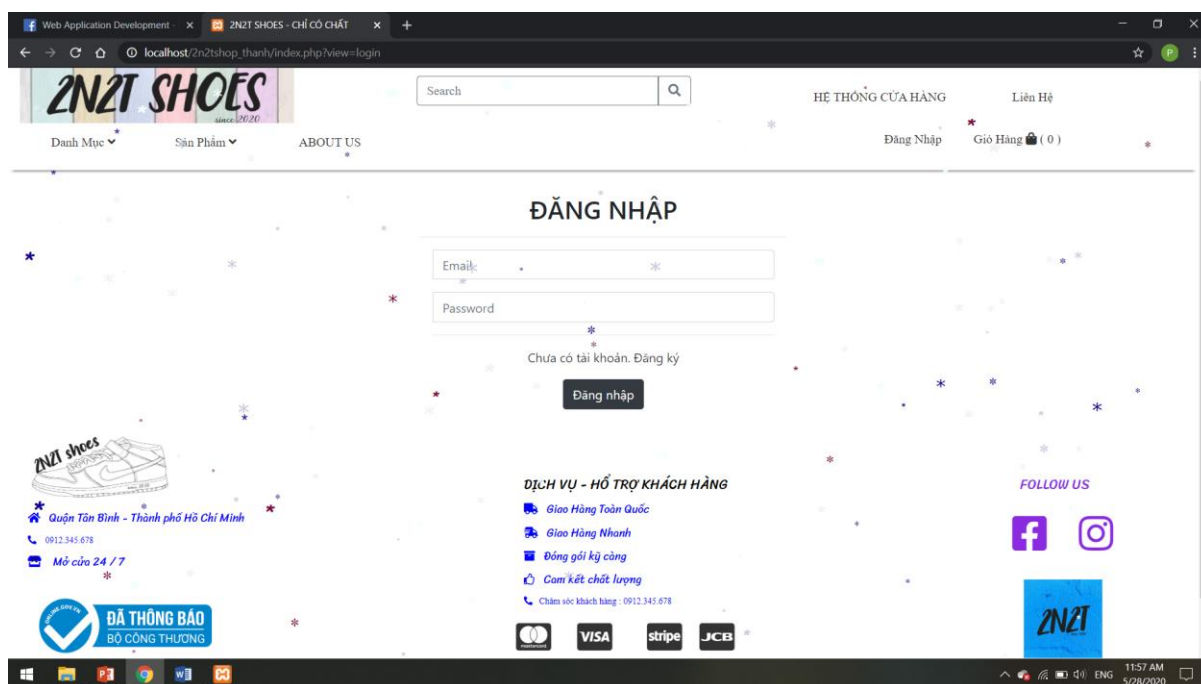 Web Application Development -
2N2T SHOES - CHỈ CÓ CHẤT
localhost/2n2tshop_thanh/index.php?view=login
P
2N2T SHOES
since 2020
Search
HỆ THỐNG CỬA HÀNG
Liên Hệ
Danh Mục
Sản Phẩm
ABOUT US
Đăng Nhập
Giỏ Hàng ( 0 )
ĐĂNG NHẬP
Email
Password
Chưa có tài khoản. Đăng ký
Đăng nhập
2N2T shoes
Quận Tân Bình - Thành phố Hồ Chí Minh
0912.345.678
Mở cửa 24 / 7
ONLINE.GOV.VN
ĐÃ THÔNG BÁO
BỘ CÔNG THƯƠNG
DỊCH VỤ - HỔ TRỢ KHÁCH HÀNG
Giao Hàng Toàn Quốc
Giao Hàng Nhanh
Đóng gói kỹ càng
Cam kết chất lượng
Chăm sóc khách hàng : 0912.345.678
mastercard
VISA
stripe
JCB
FOLLOW US
2N2T
ENG
11:57 AM
5/28/2020